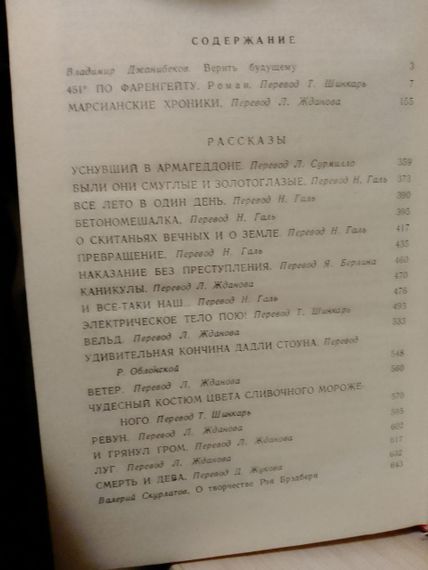 СОДЕРЖАНИЕ
Владимир Джанибеков. Верить будущему 3
451° ПО ФАРЕНГЕЙТУ. Роман. Перевод Т. Шинкарь 7
МАРСИАНСКИЕ ХРОНИКИ. Перевод Л. Жданова 155
РАССКАЗЫ
УСНУВШИЙ В АРМАГЕДДОНЕ. Перевод Л. Сурмилло 359
БЫЛИ ОНИ СМУГЛЫЕ И ЗОЛОТОГЛАЗЫЕ. Перевод Н. Галь 373
ВСЕ ЛЕТО В ОДИН ДЕНЬ. Перевод Н. Галь 390
БЕТОНОМЕШАЛКА. Перевод Н. Галь 395
О СКИТАНЬЯХ ВЕЧНЫХ И О ЗЕМЛЕ. Перевод Н. Галь 417
ПРЕВРАЩЕНИЕ. Перевод Н. Галь 435
НАКАЗАНИЕ БЕЗ ПРЕСТУПЛЕНИЯ. Перевод Я. Берлина 460
КАНИКУЛЫ. Перевод Л. Жданова 470
И ВСЕ-ТАКИ НАШ... Перевод Н. Галь 476
ЭЛЕКТРИЧЕСКОЕ ТЕЛО ПОЮ! Перевод Т. Шинкарь 493
ВЕЛЬД. Перевод Л. Жданова 533
УДИВИТЕЛЬНАЯ КОНЧИНА ДАДЛИ СТОУНА. Перевод
Р. Облонской 548
ВЕТЕР. Перевод Л. Жданова 560
ЧУДЕСНЫЙ КОСТЮМ ЦВЕТА СЛИВОЧНОГО МОРОЖЕ-
НОГО. Перевод Т. Шинкарь 570
РЕВУН. Перевод Л. Жданова 595
И ГРЯНУЛ ГРОМ. Перевод Л. Жданова 602
ЛУГ. Перевод Л. Жданова 617
СМЕРТЬ И ДЕВА. Перевод Д. Жукова 632
Валерий Скурлатов. О творчестве Рэя Брэдбери 643